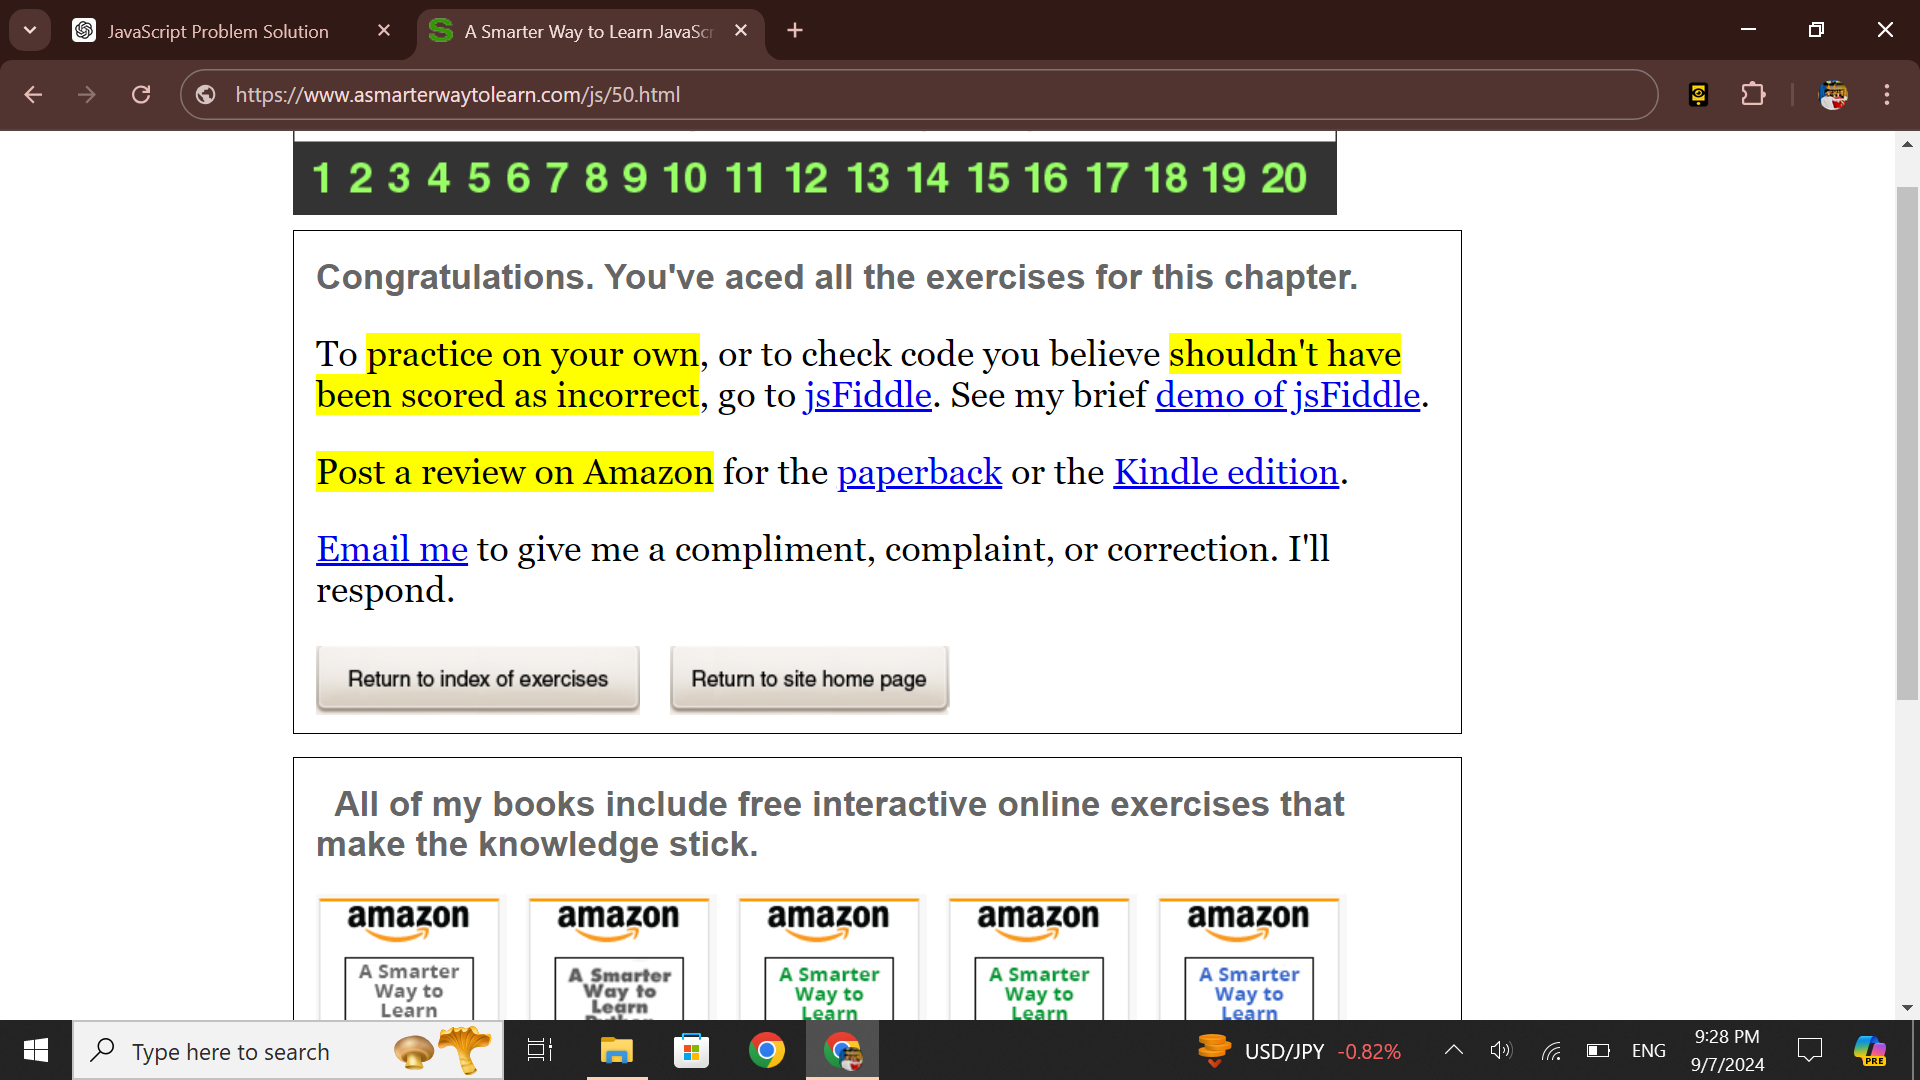 JavaScript Problem Solution
A Smarter Way to Learn JavaScr
https://www.asmarterwaytolearn.com/js/50.html
1 2 3 4 5 6 7 8 9 10 11 12 13 14 15 16 17 18 19 20
Congratulations. You've aced all the exercises for this chapter.
To practice on your own, or to check code you believe shouldn't have
been scored as incorrect, go to jsFiddle. See my brief demo of jsFiddle.
Post a review on Amazon for the paperback or the Kindle edition.
Email me to give me a compliment, complaint, or correction. I'll
respond.
Return to index of exercises
Return to site home page
All of my books include free interactive online exercises that
make the knowledge stick.
amazon
A Smarter
Way to
Learn
amazon
A Smarter
Way to
Learn
Python
amazon
A Smarter
Way to
Learn
amazon
A Smarter
Way to
Learn
amazon
A Smarter
Way to
Learn
Type here to search
USD/JPY -0.82%
ENG
9:28 PM
9/7/2024
PRE